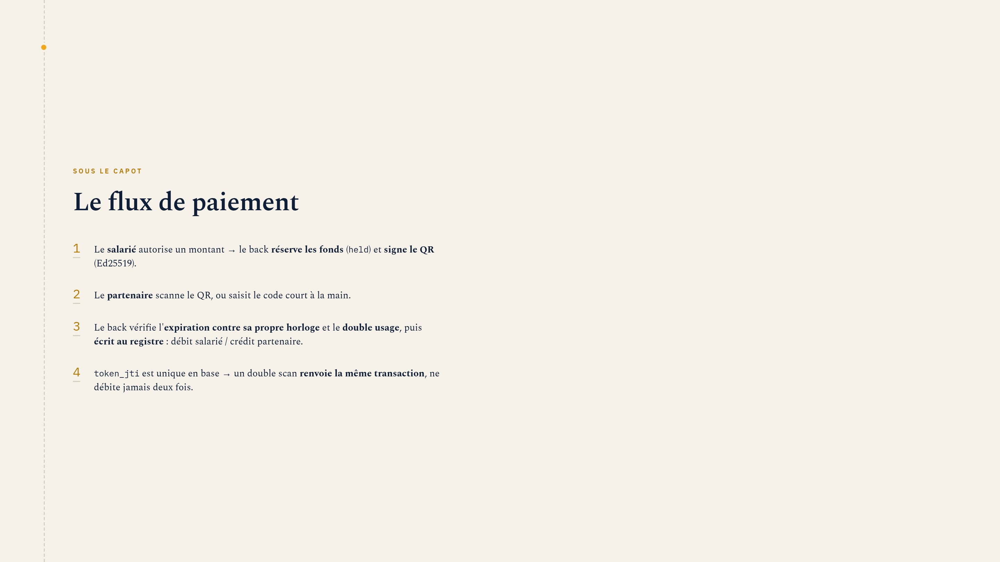 SOUS LE CAPOT
Le flux de paiement
1 Le salarié autorise un montant → le back réserve les fonds (held) et signe le QR
(Ed25519).
2 Le partenaire scanne le QR, ou saisit le code court à la main.
3 Le back vérifie l'expiration contre sa propre horloge et le double usage, puis
écrit au registre : débit salarié / crédit partenaire.
4 token_jti est unique en base → un double scan renvoie la même transaction, ne
débite jamais deux fois.